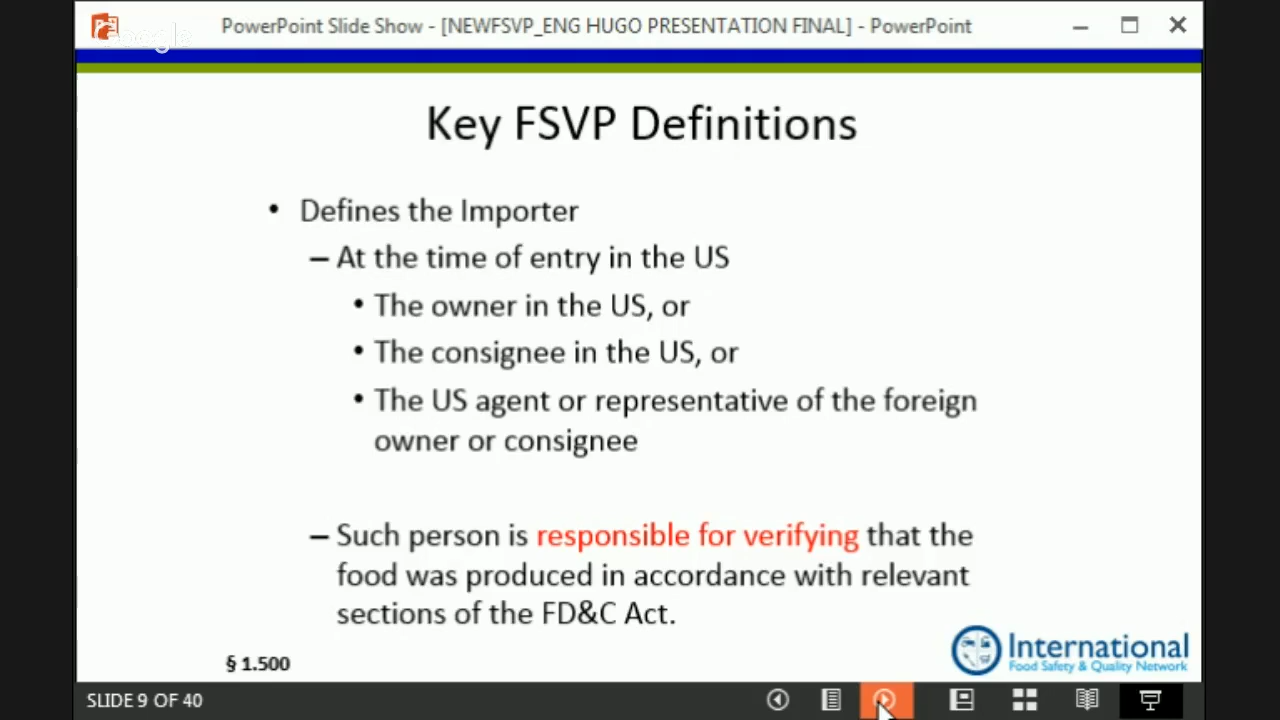 PowerPoint Slide Show - [NEWFSVP_ENG HUGO PRESENTATION FINAL] - PowerPoint
Google
Key FSVP Definitions
• Defines the Importer
– At the time of entry in the US
• The owner in the US, or
• The consignee in the US, or
• The US agent or representative of the foreign
owner or consignee
– Such person is responsible for verifying that the
food was produced in accordance with relevant
sections of the FD&C Act.
§ 1.500
International
Food Safety & Quality Network
SLIDE 9 OF 40